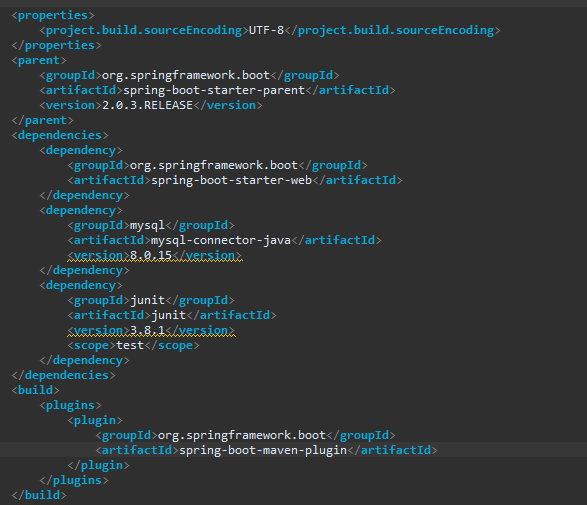 <properties>
    <project.build.sourceEncoding>UTF-8</project.build.sourceEncoding>
</properties>
<parent>
    <groupId>org.springframework.boot</groupId>
    <artifactId>spring-boot-starter-parent</artifactId>
    <version>2.0.3.RELEASE</version>
</parent>
<dependencies>
    <dependency>
        <groupId>org.springframework.boot</groupId>
        <artifactId>spring-boot-starter-web</artifactId>
    </dependency>
    <dependency>
        <groupId>mysql</groupId>
        <artifactId>mysql-connector-java</artifactId>
        <version>8.0.15</version>
    </dependency>
    <dependency>
        <groupId>junit</groupId>
        <artifactId>junit</artifactId>
        <version>3.8.1</version>
        <scope>test</scope>
    </dependency>
</dependencies>
<build>
    <plugins>
        <plugin>
            <groupId>org.springframework.boot</groupId>
            <artifactId>spring-boot-maven-plugin</artifactId>
        </plugin>
    </plugins>
</build>